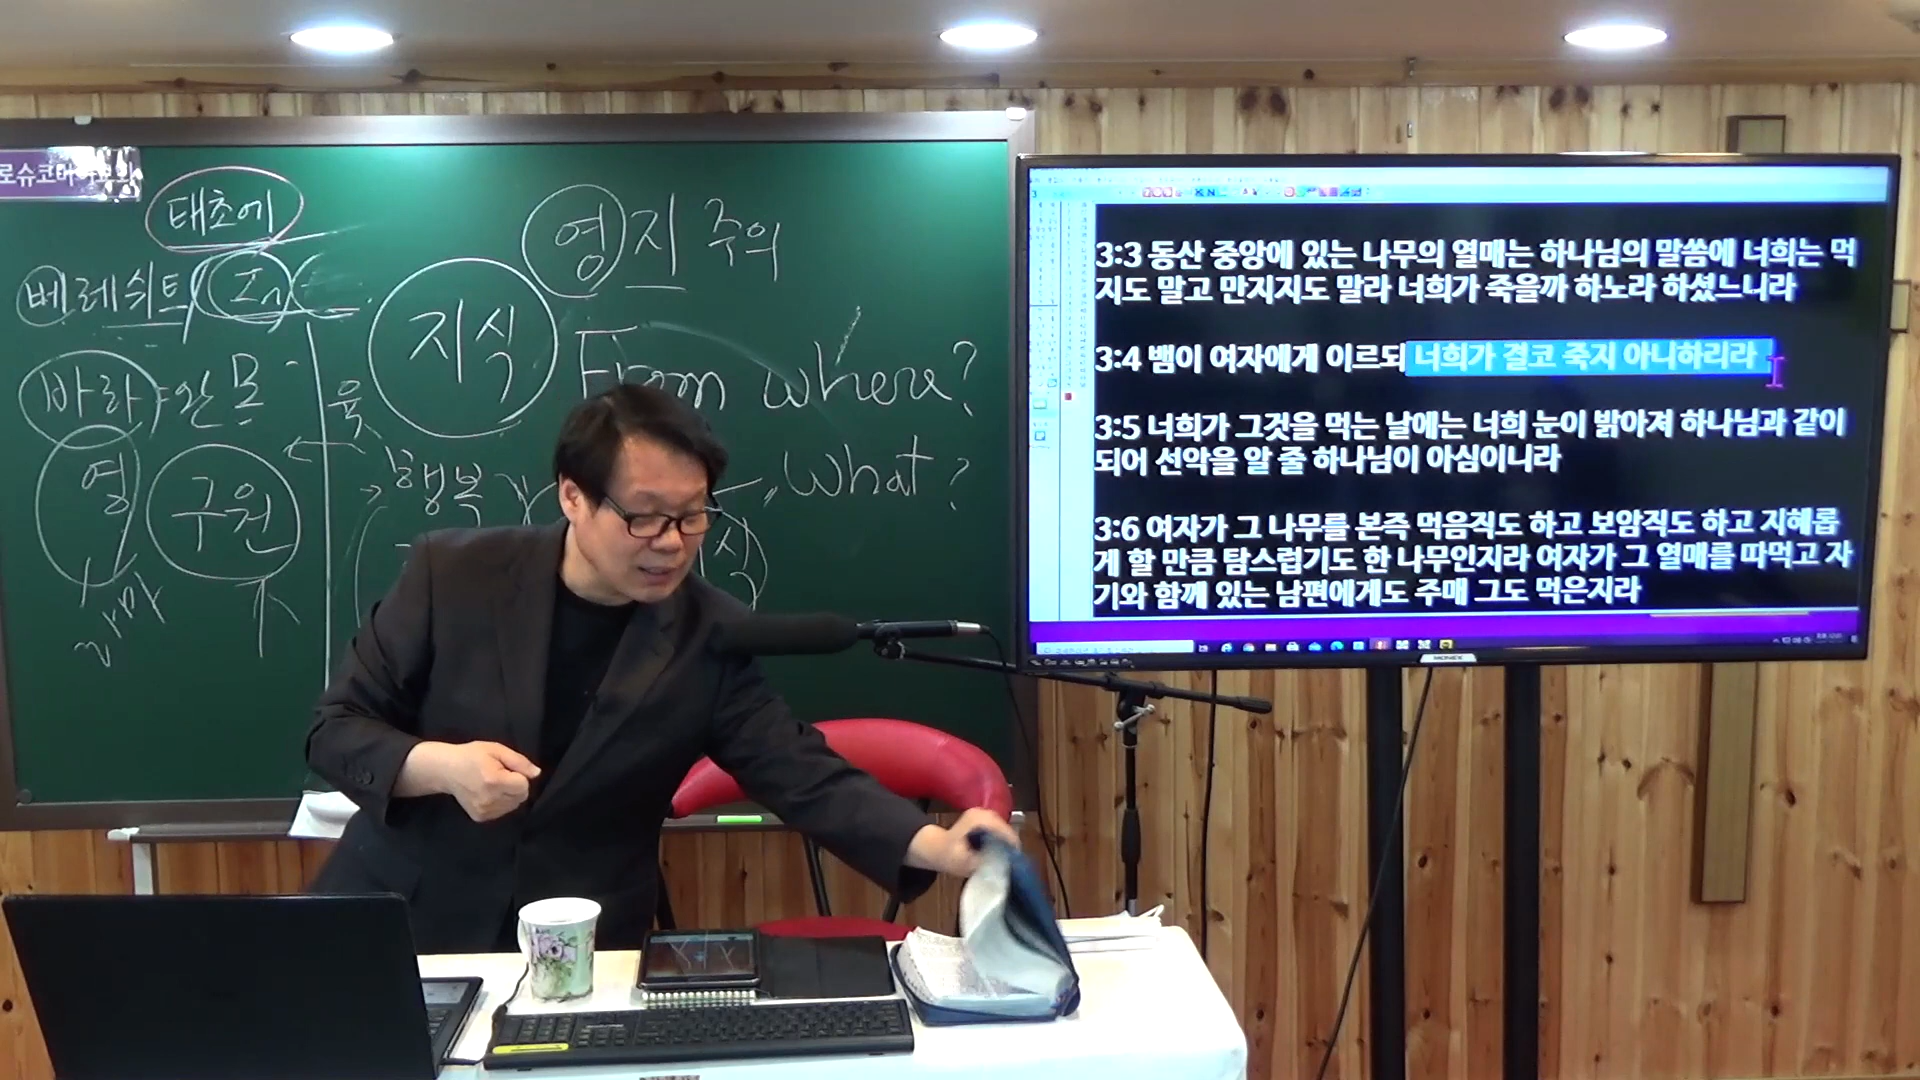 태초에
베레쉬트
바라
영
구원
육
영지주의
지식
From where?
행복
What?
3:3 동산 중앙에 있는 나무의 열매는 하나님의 말씀에 너희는 먹
지도 말고 만지지도 말라 너희가 죽을까 하노라 하셨느니라
3:4 뱀이 여자에게 이르되 너희가 결코 죽지 아니하리라
3:5 너희가 그것을 먹는 날에는 너희 눈이 밝아져 하나님과 같이
되어 선악을 알 줄 하나님이 아심이니라
3:6 여자가 그 나무를 본즉 먹음직도 하고 보암직도 하고 지혜롭
게 할 만큼 탐스럽기도 한 나무인지라 여자가 그 열매를 따먹고 자
기와 함께 있는 남편에게도 주매 그도 먹은지라